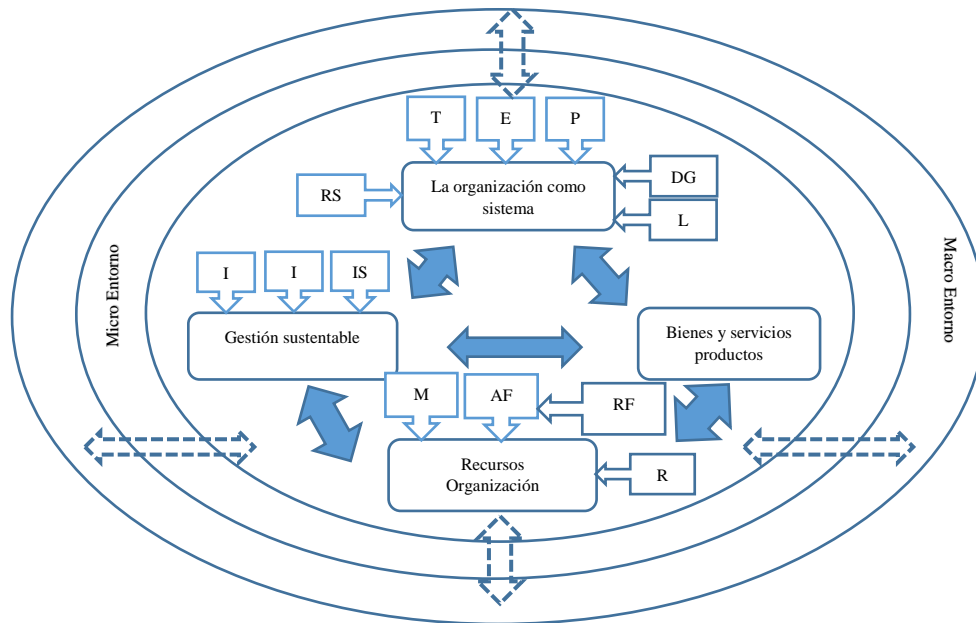 T
E
P
La organización como
sistema
RS
DG
L
Micro Entorno
Macro Entorno
I
I
IS
Gestión sustentable
Bienes y servicios
productos
M
AF
RF
Recursos
Organización
R